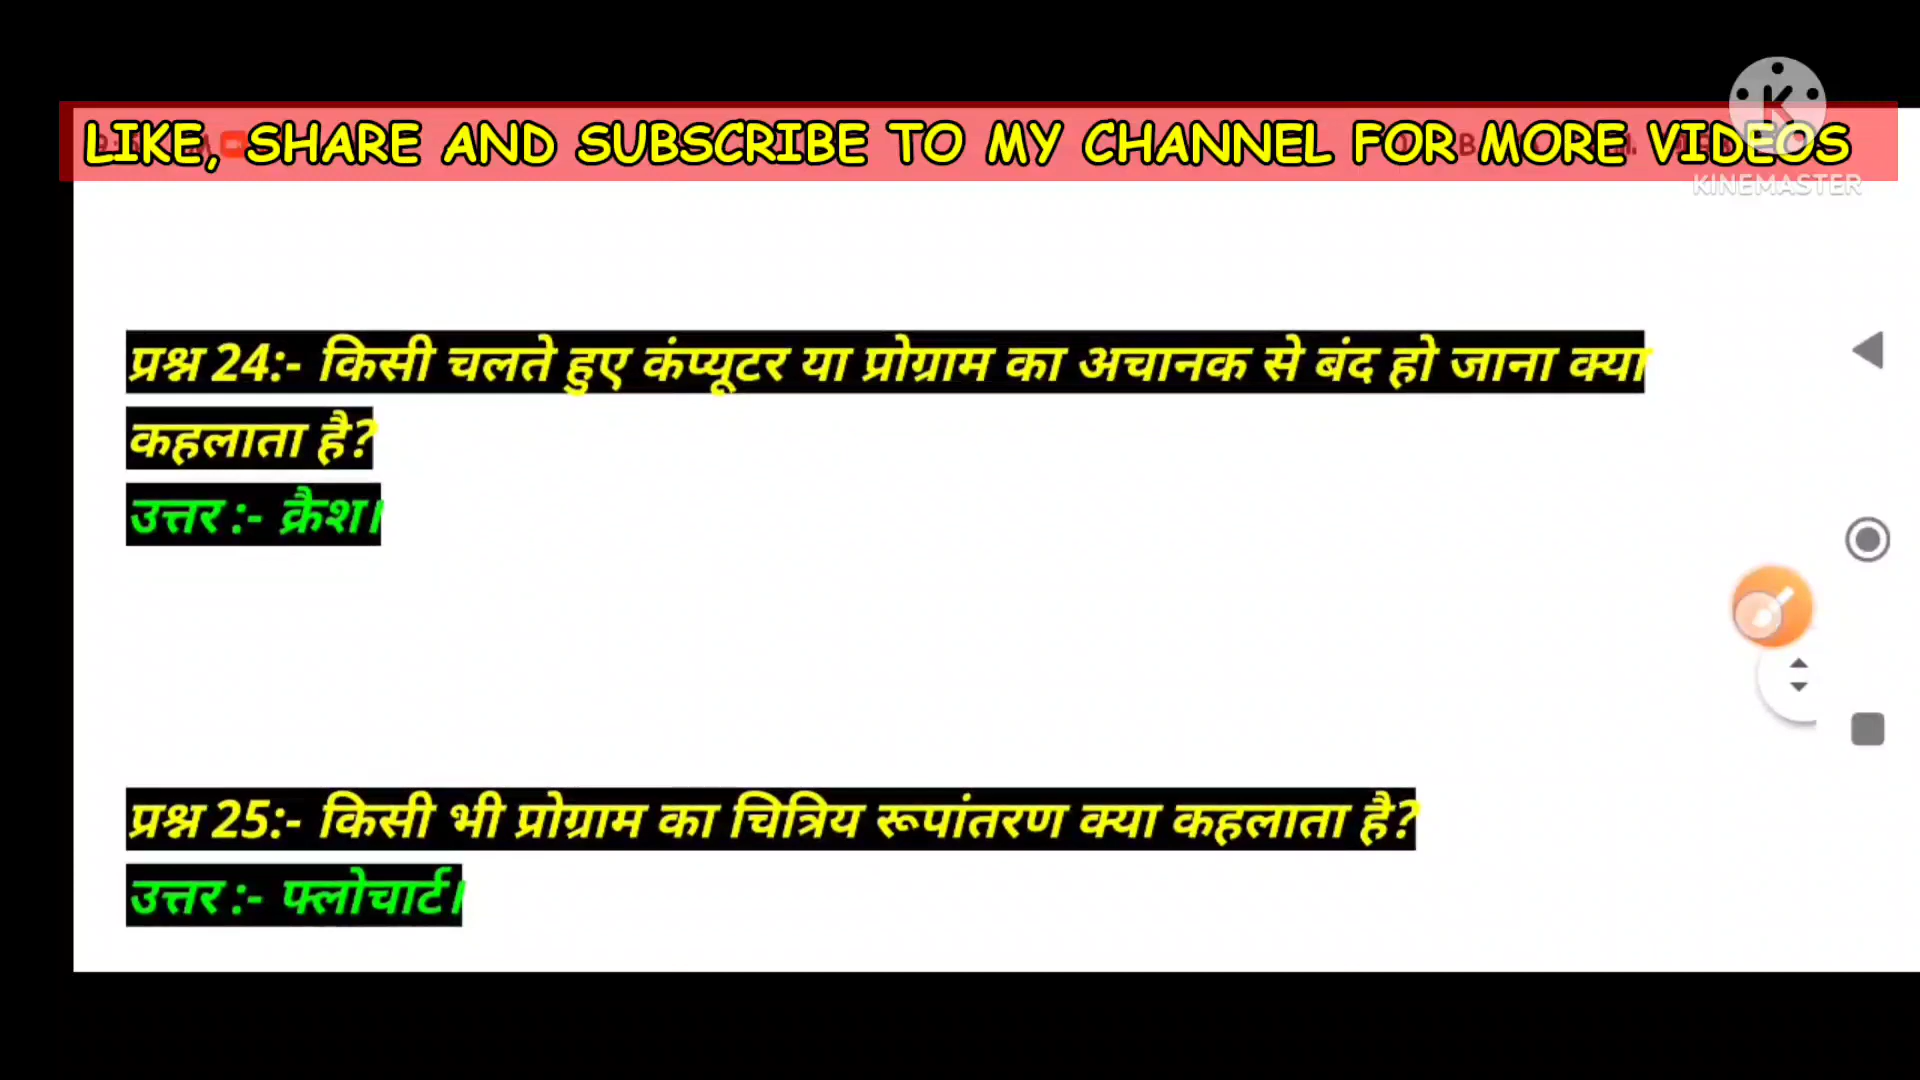 LIKE, SHARE AND SUBSCRIBE TO MY CHANNEL FOR MORE VIDEOS
KINEMASTER
प्रश्न 24:- किसी चलते हुए कंप्यूटर या प्रोग्राम का अचानक से बंद हो जाना क्या
कहलाता है?
उत्तर :- क्रैश।
प्रश्न 25:- किसी भी प्रोग्राम का चित्रिय रूपांतरण क्या कहलाता है?
उत्तर :- फ्लोचार्ट।